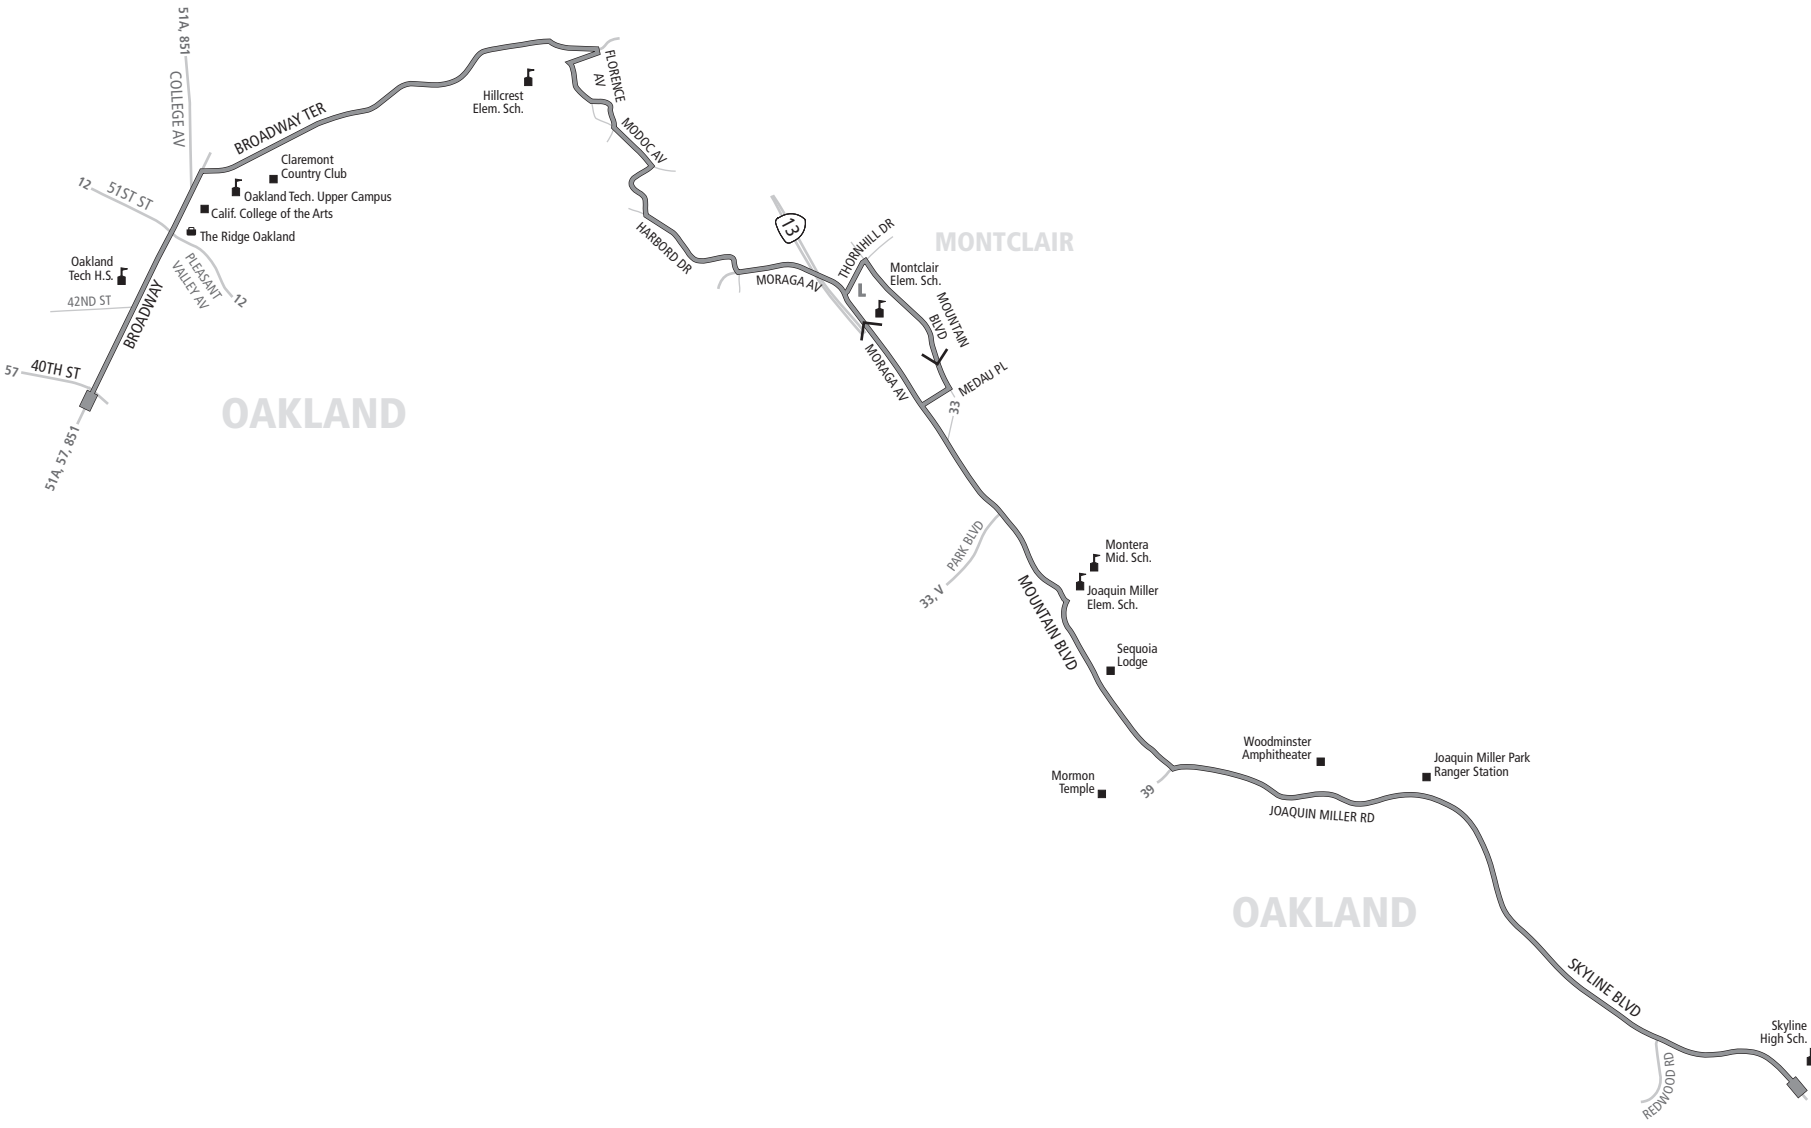 51A, 851
COLLEGE AV
BROADWAY TER
Hillcrest
Elem. Sch.
FLORENCE
AV
MODOC AV
Claremont
Country Club
Oakland Tech. Upper Campus
Calif. College of the Arts
The Ridge Oakland
12
51ST ST
PLEASANT
VALLEY AV
12
Oakland
Tech H.S.
42ND ST
BROADWAY
57
40TH ST
51A, 57, 851
OAKLAND
HARBORD DR
MORAGA AV
13
THORNHILL DR
MONTCLAIR
Montclair
Elem. Sch.
L
MOUNTAIN
BLVD
MORAGA AV
MEDAU PL
33
PARK BLVD
33, V
Montera
Mid. Sch.
Joaquin Miller
Elem. Sch.
MOUNTAIN BLVD
Sequoia
Lodge
Mormon
Temple
39
Woodminster
Amphitheater
Joaquin Miller Park
Ranger Station
JOAQUIN MILLER RD
OAKLAND
SKYLINE BLVD
Skyline
High Sch.
REDWOOD RD